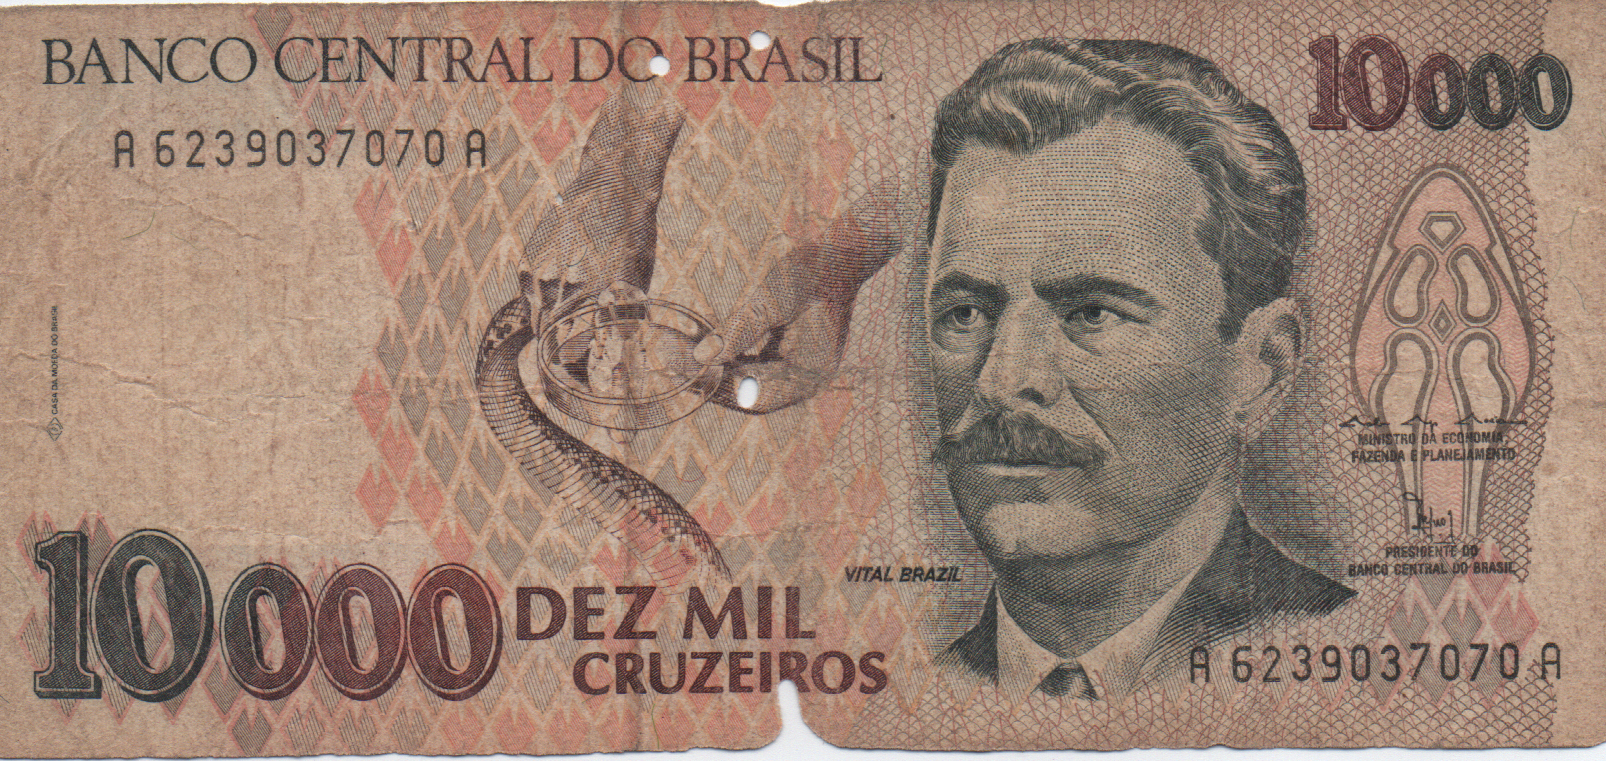 BANCO CENTRAL DO BRASIL
10000
A 6239037070 A
CASA DA MOEDA DO BRASIL
MINISTRO DA ECONOMIA,
FAZENDA E PLANEJAMENTO
PRESIDENTE DO
BANCO CENTRAL DO BRASIL
VITAL BRAZIL
10000
DEZ MIL
CRUZEIROS
A 6239037070 A